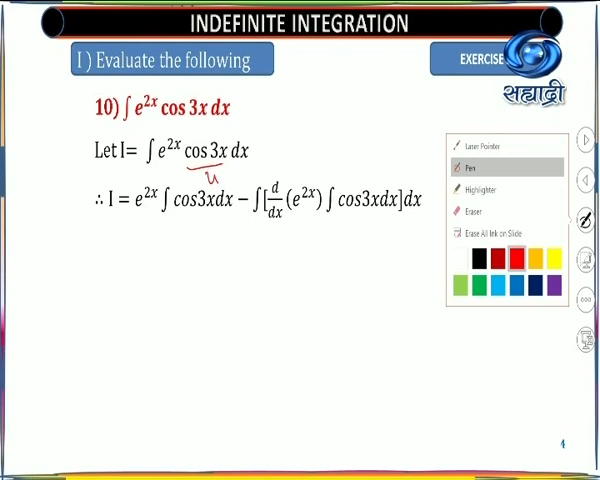 INDEFINITE INTEGRATION
I ) Evaluate the following
EXERCISE
सह्याद्री
10) ∫ e^{2x} cos 3x dx
Let I= ∫ e^{2x} cos 3x dx
u
∴ I = e^{2x} ∫ cos3xdx − ∫[d/dx (e^{2x}) ∫ cos3xdx]dx
Laser Pointer
Pen
Highlighter
Eraser
Erase All Ink on Slide
4